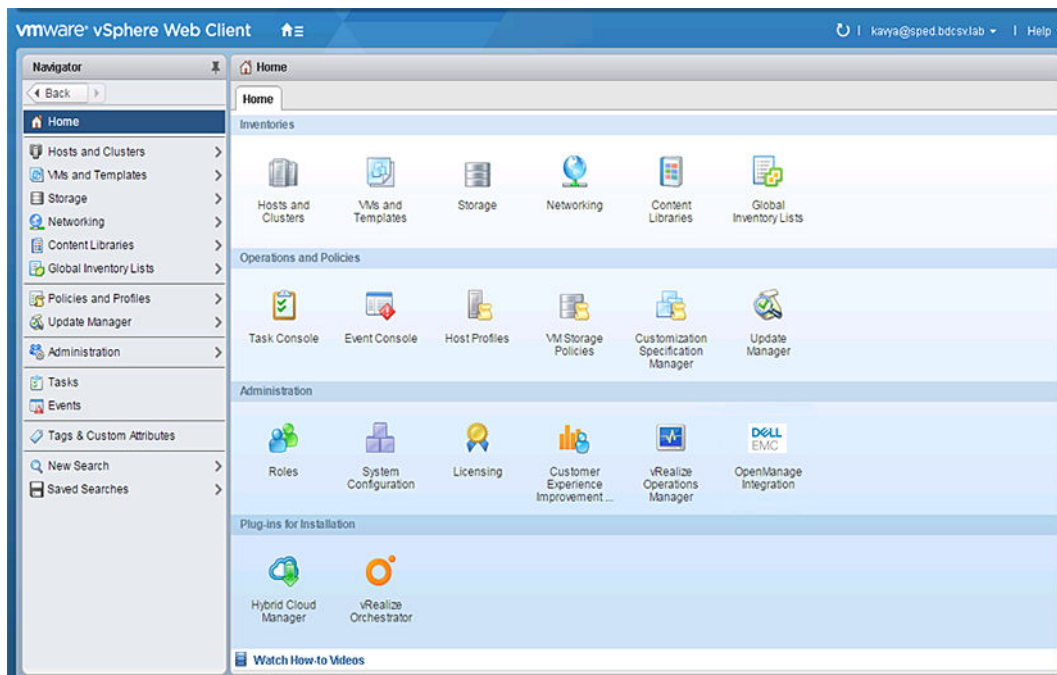 vmware® vSphere Web Client
kavya@sped.bdcsv.lab
Help
Navigator
Back
Home
Hosts and Clusters
VMs and Templates
Storage
Networking
Content Libraries
Global Inventory Lists
Policies and Profiles
Update Manager
Administration
Tasks
Events
Tags & Custom Attributes
New Search
Saved Searches
Home
Home
Inventories
Hosts and
Clusters
VMs and
Templates
Storage
Networking
Content
Libraries
Global
Inventory Lists
Operations and Policies
Task Console
Event Console
Host Profiles
VM Storage
Policies
Customization
Specification
Manager
Update
Manager
Administration
Roles
System
Configuration
Licensing
Customer
Experience
Improvement ...
vRealize
Operations
Manager
DELL
EMC
OpenManage
Integration
Plug-ins for Installation
Hybrid Cloud
Manager
vRealize
Orchestrator
Watch How-to Videos